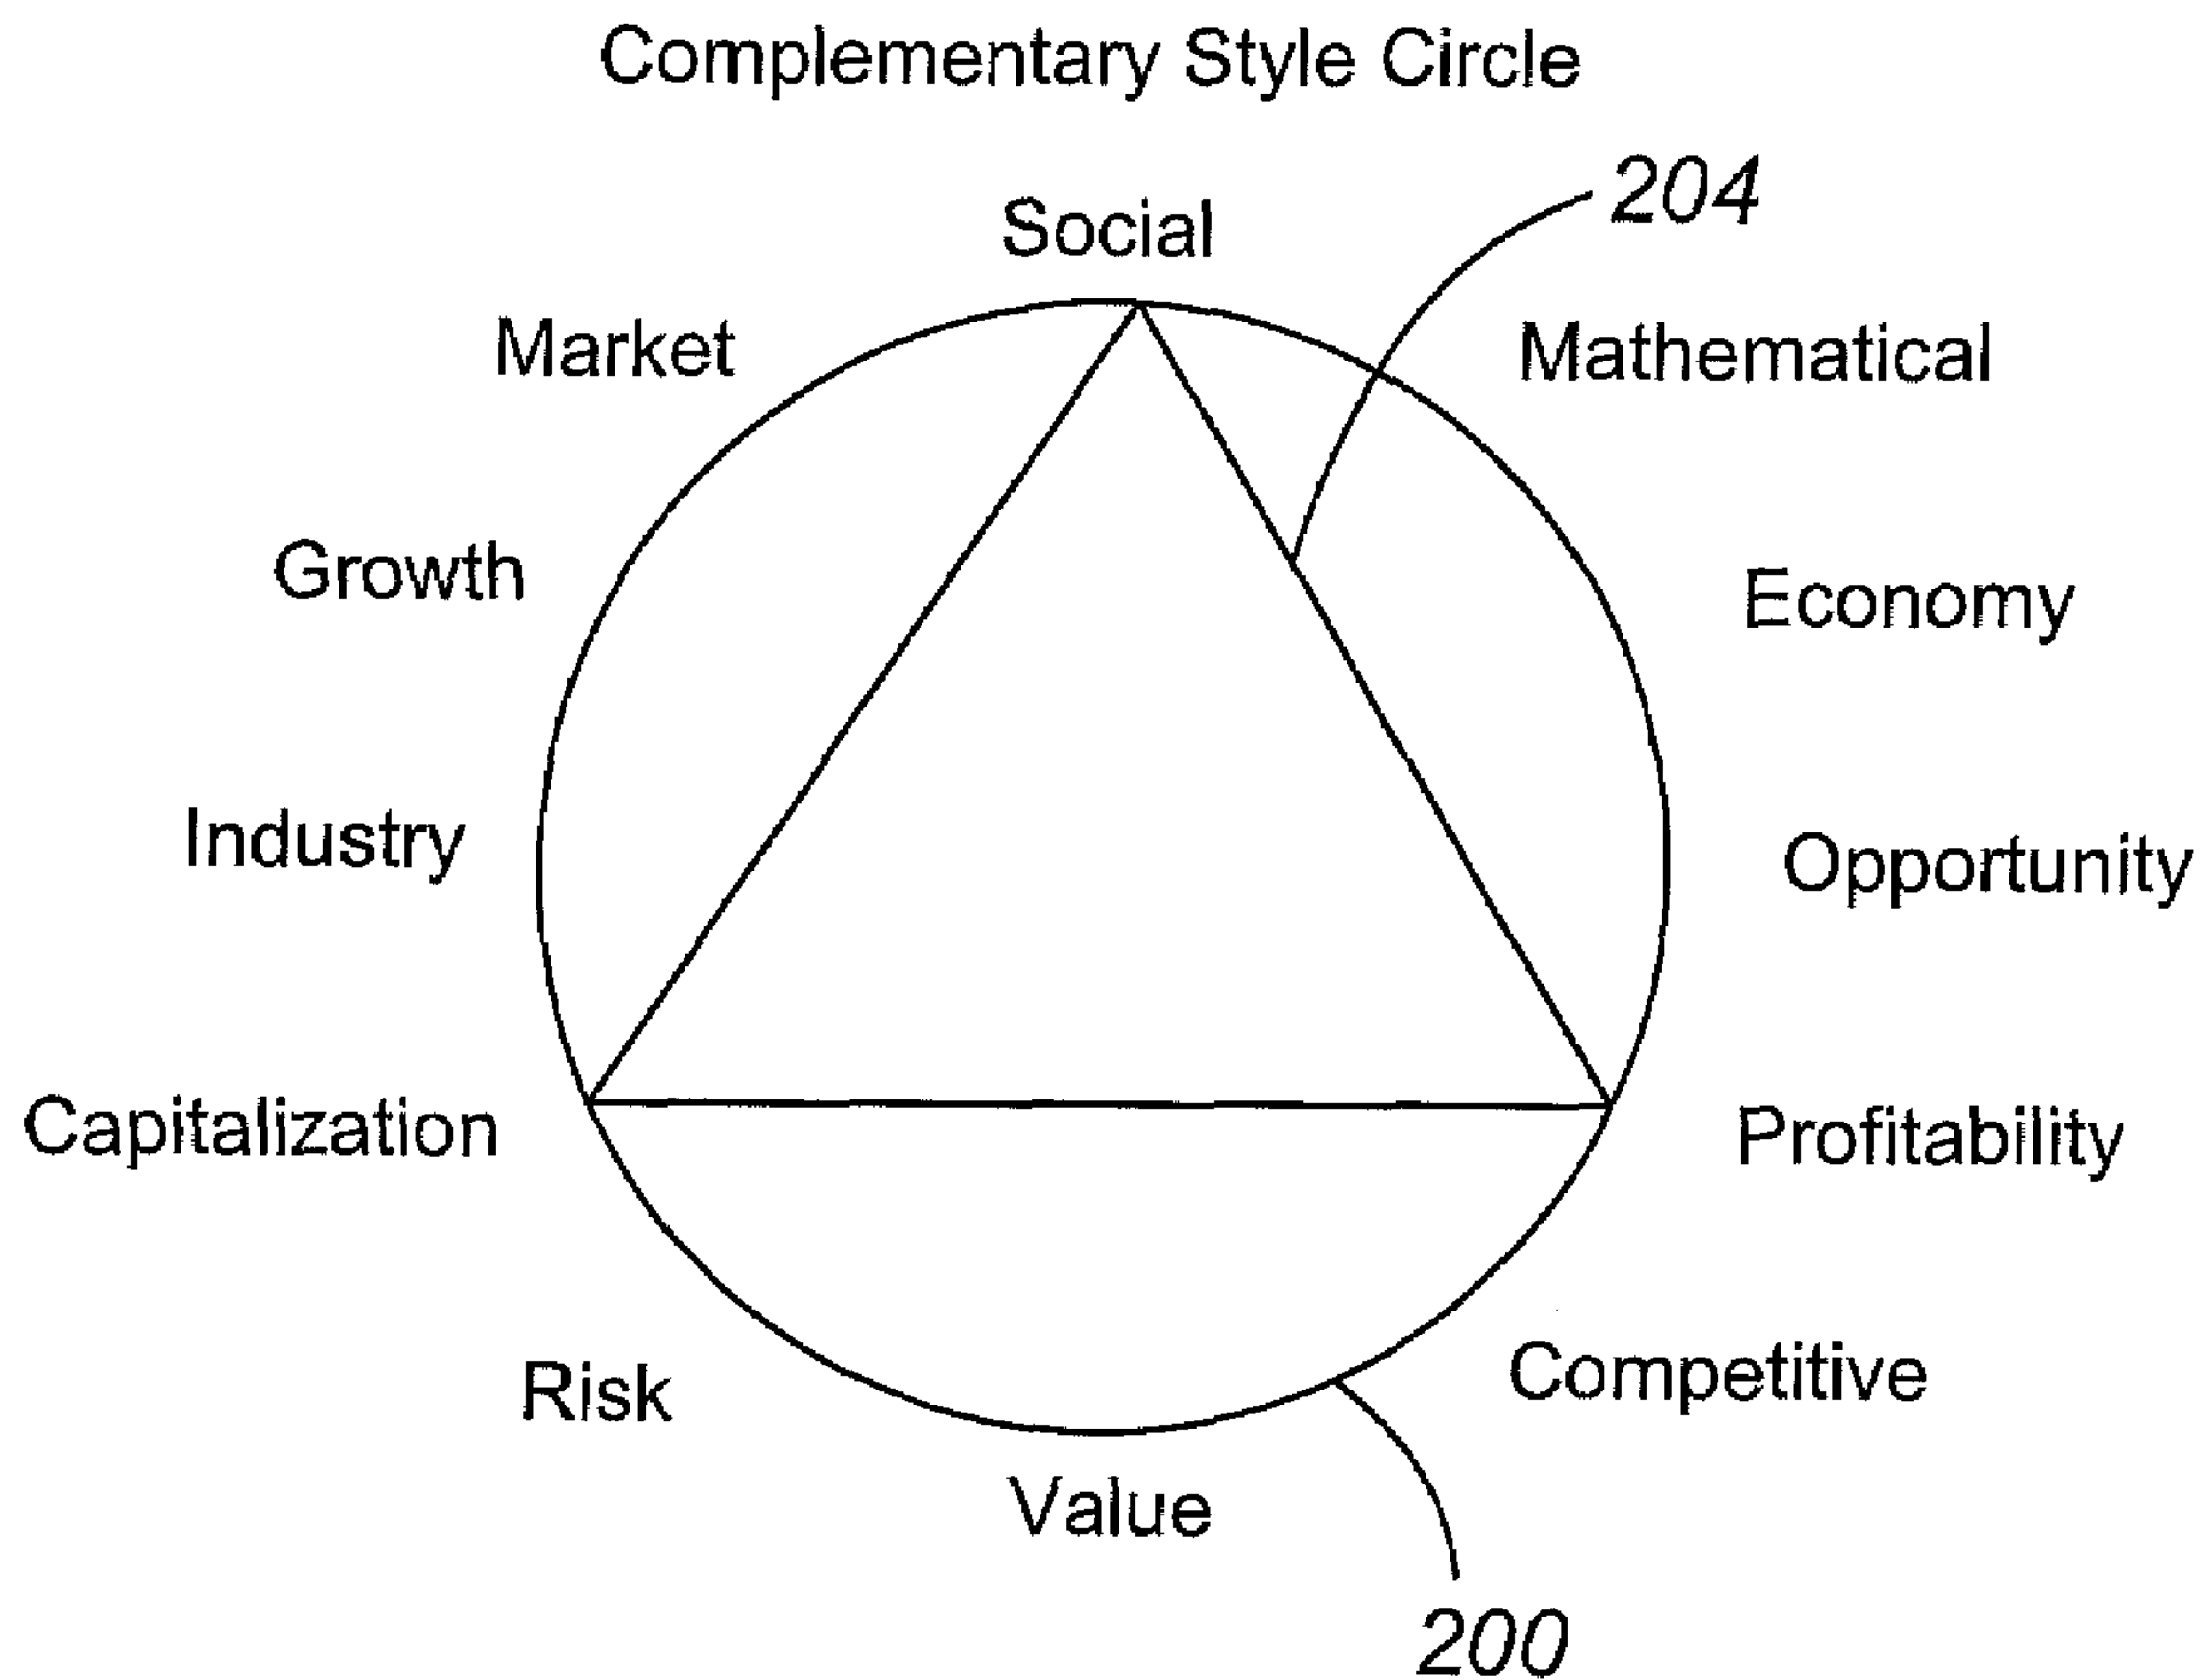 Complementary Style Circle
204
Social
Market
Mathematical
Growth
Economy
Industry
Opportunity
Capitalization
Profitability
Risk
Competitive
Value
200